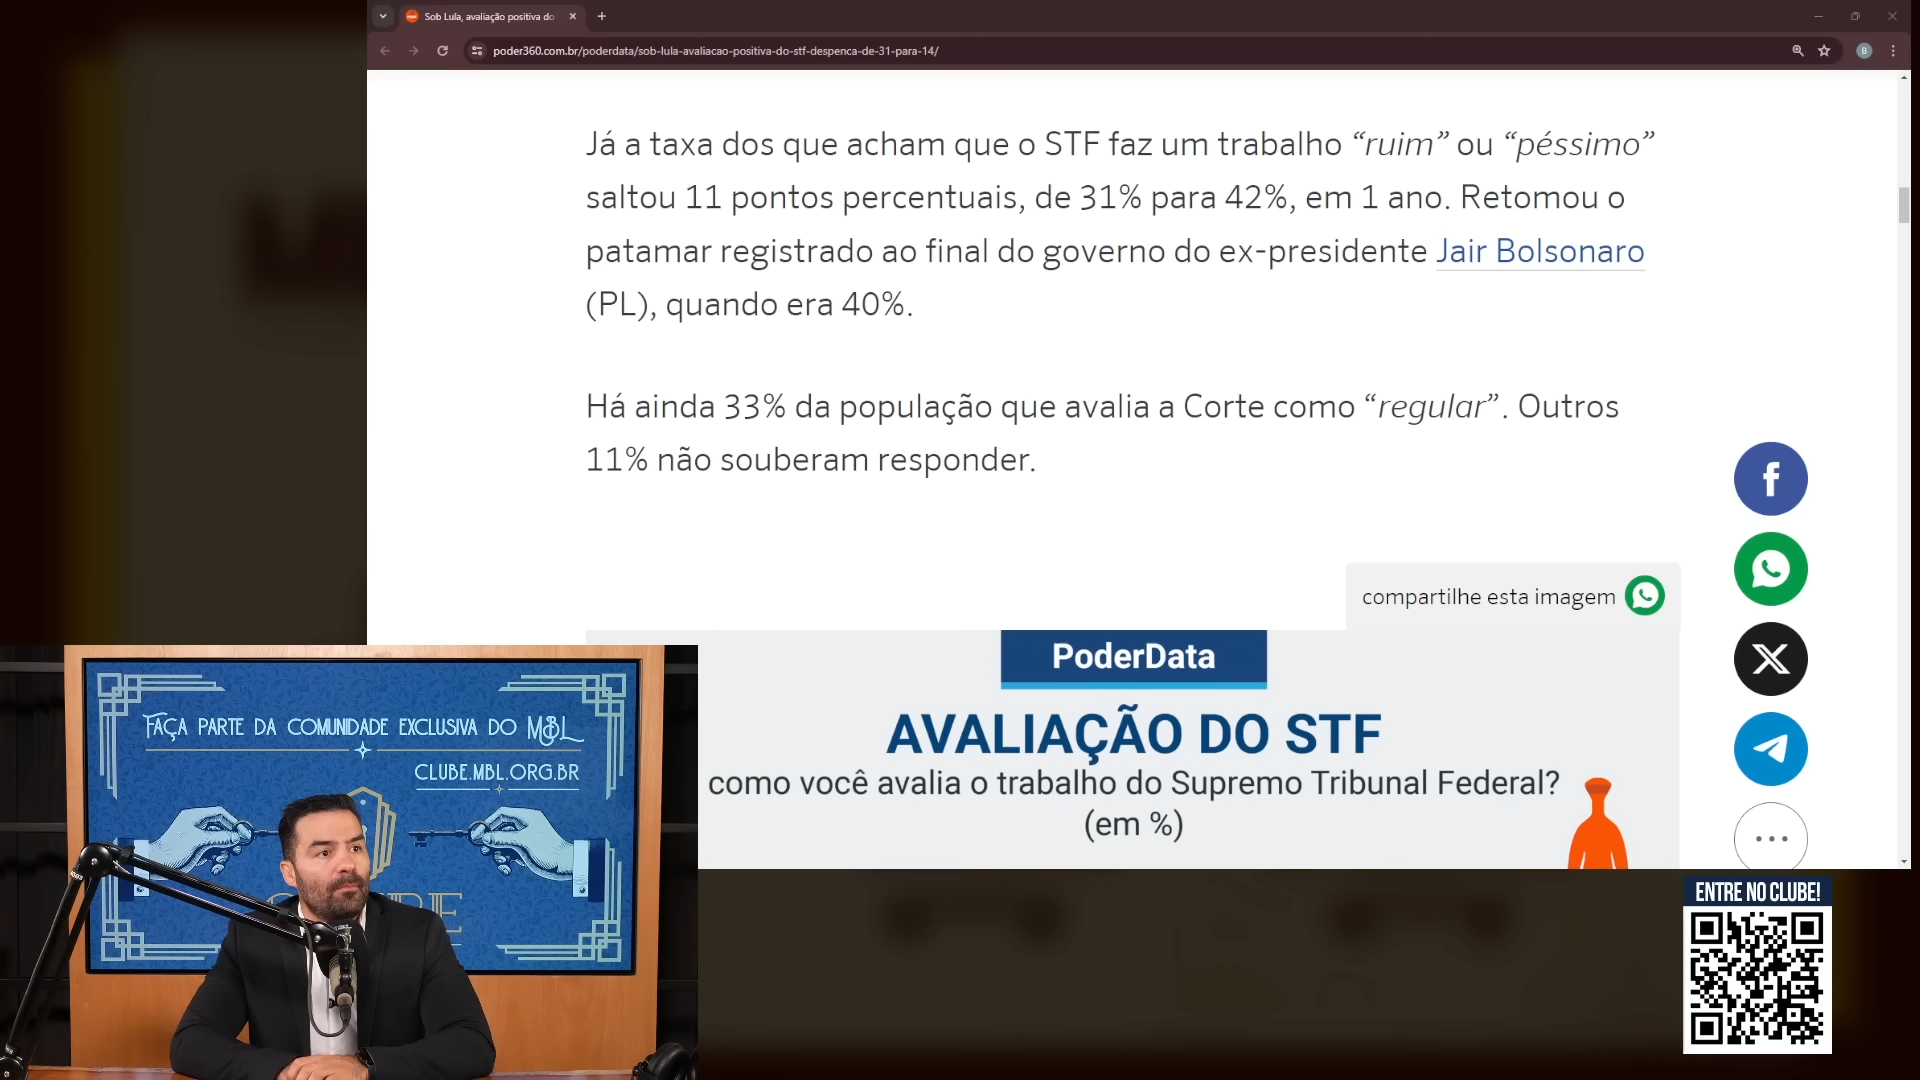 Sob Lula, avaliação positiva do
poder360.com.br/poderdata/sob-lula-avaliacao-positiva-do-stf-despenca-de-31-para-14/
B
Já a taxa dos que acham que o STF faz um trabalho “ruim” ou “péssimo”
saltou 11 pontos percentuais, de 31% para 42%, em 1 ano. Retomou o
patamar registrado ao final do governo do ex-presidente Jair Bolsonaro
(PL), quando era 40%.
Há ainda 33% da população que avalia a Corte como “regular”. Outros
11% não souberam responder.
compartilhe esta imagem
PoderData
AVALIAÇÃO DO STF
como você avalia o trabalho do Supremo Tribunal Federal?
(em %)
FAÇA PARTE DA COMUNIDADE EXCLUSIVA DO MBL
CLUBE.MBL.ORG.BR
ENTRE NO CLUBE!